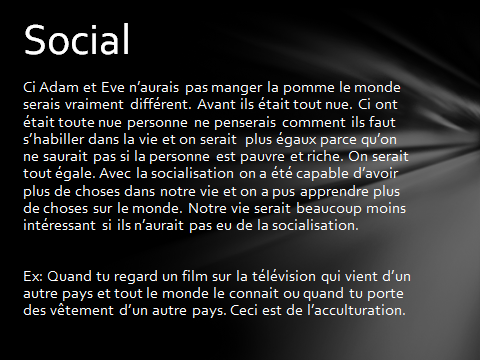 Social
Ci Adam et Eve n'aurais pas manger la pomme le monde
serais vraiment différent. Avant ils était tout nue. Ci ont
était toute nue personne ne penserais comment ils faut
s'habiller dans la vie et on serait plus égaux parce qu'on
ne saurait pas si la personne est pauvre et riche. On serait
tout égale. Avec la socialisation on a été capable d'avoir
plus de choses dans notre vie et on a pus apprendre plus
de choses sur le monde. Notre vie serait beaucoup moins
intéressant si ils n'aurait pas eu de la socialisation.
Ex: Quand tu regard un film sur la télévision qui vient d'un
autre pays et tout le monde le connait ou quand tu porte
des vêtement d'un autre pays. Ceci est de l'acculturation.